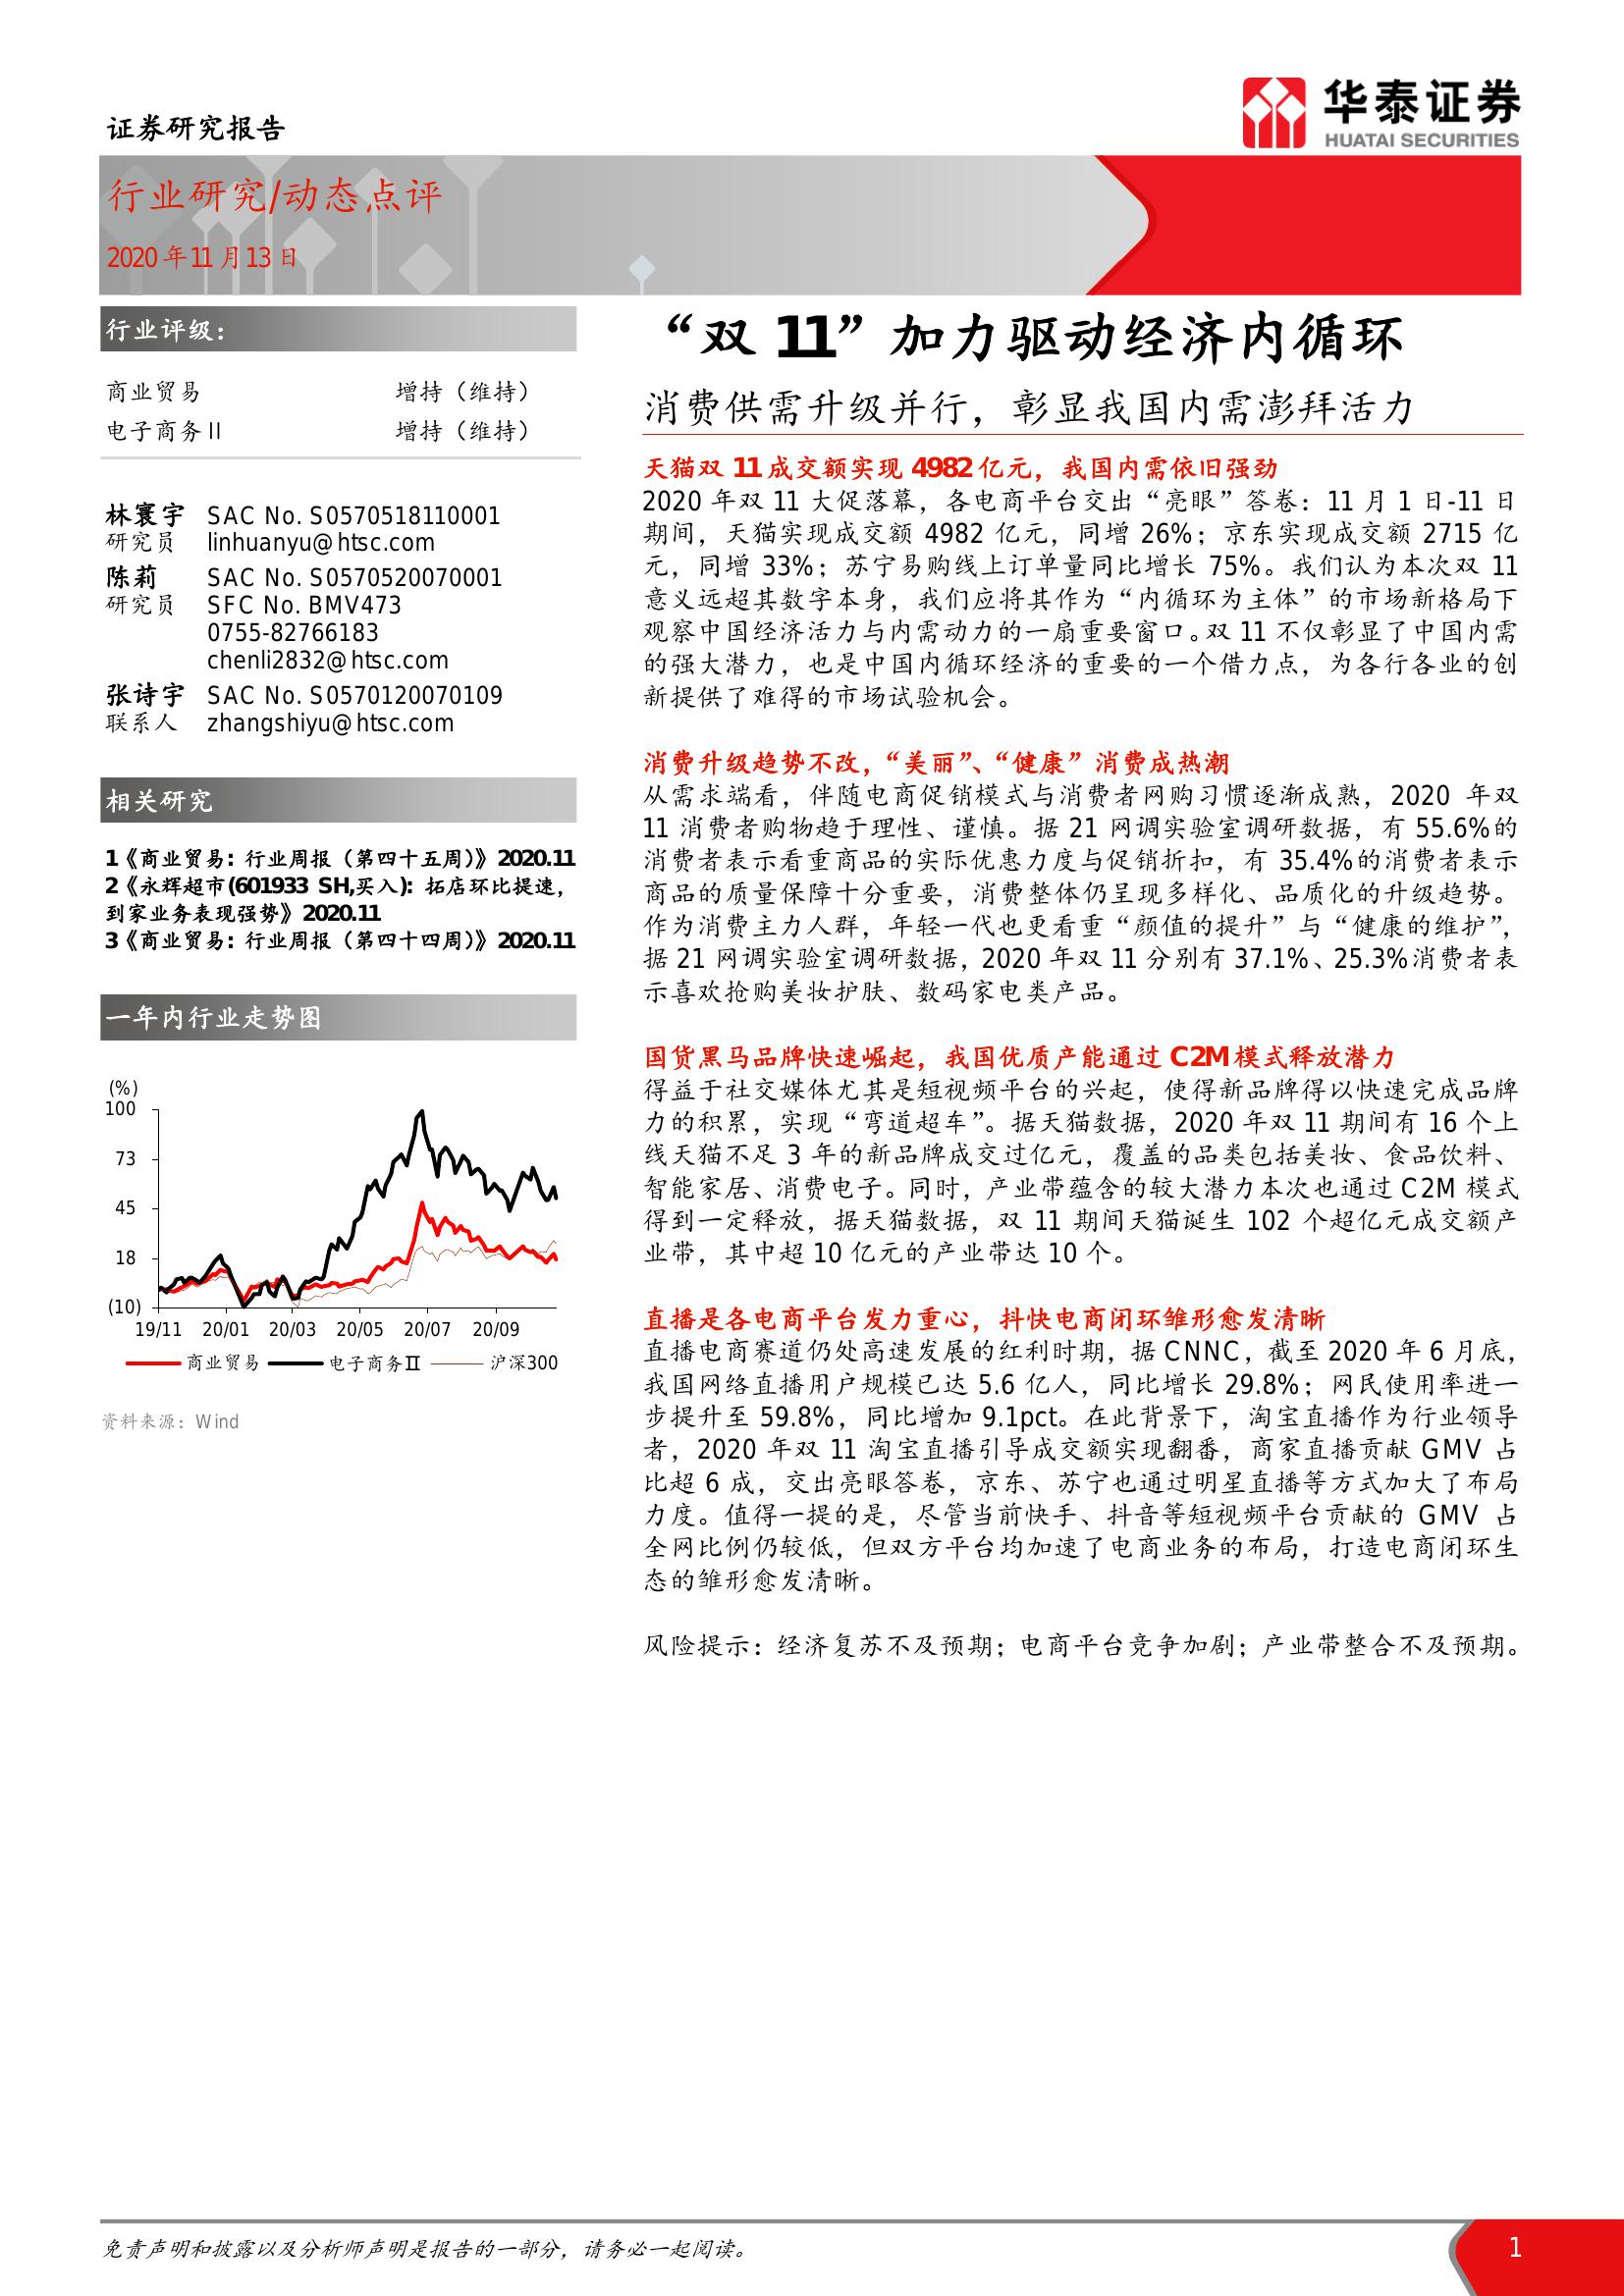 证券研究报告
华泰证券
HUATAI SECURITIES
行业研究/动态点评
2020年11月13日
行业评级：
商业贸易 增持（维持）
电子商务II 增持（维持）
林寰宇 SAC No. S0570518110001
研究员 linhuanyu@htsc.com
陈莉 SAC No. S0570520070001
研究员 SFC No. BMV473
0755-82766183
chenli2832@htsc.com
张诗宇 SAC No. S0570120070109
联系人 zhangshiyu@htsc.com
相关研究
1《商业贸易: 行业周报（第四十五周）》2020.11
2《永辉超市(601933 SH,买入): 拓店环比提速，
到家业务表现强势》2020.11
3《商业贸易: 行业周报（第四十四周）》2020.11
一年内行业走势图
(%)
100
73
45
18
(10)
19/11 20/01 20/03 20/05 20/07 20/09
商业贸易 电子商务Ⅱ 沪深300
资料来源：Wind
“双 11”加力驱动经济内循环
消费供需升级并行，彰显我国内需澎拜活力
天猫双 11 成交额实现 4982 亿元，我国内需依旧强劲
2020 年双 11 大促落幕，各电商平台交出“亮眼”答卷：11 月 1 日-11 日
期间，天猫实现成交额 4982 亿元，同增 26%；京东实现成交额 2715 亿
元，同增 33%；苏宁易购线上订单量同比增长 75%。我们认为本次双 11
意义远超其数字本身，我们应将其作为“内循环为主体”的市场新格局下
观察中国经济活力与内需动力的一扇重要窗口。双 11 不仅彰显了中国内需
的强大潜力，也是中国内循环经济的重要的一个借力点，为各行各业的创
新提供了难得的市场试验机会。
消费升级趋势不改，“美丽”、“健康”消费成热潮
从需求端看，伴随电商促销模式与消费者网购习惯逐渐成熟，2020 年双
11 消费者购物趋于理性、谨慎。据 21 网调实验室调研数据，有 55.6%的
消费者表示看重商品的实际优惠力度与促销折扣，有 35.4%的消费者表示
商品的质量保障十分重要，消费整体仍呈现多样化、品质化的升级趋势。
作为消费主力人群，年轻一代也更看重“颜值的提升”与“健康的维护”，
据 21 网调实验室调研数据，2020 年双 11 分别有 37.1%、25.3%消费者表
示喜欢抢购美妆护肤、数码家电类产品。
国货黑马品牌快速崛起，我国优质产能通过 C2M 模式释放潜力
得益于社交媒体尤其是短视频平台的兴起，使得新品牌得以快速完成品牌
力的积累，实现“弯道超车”。据天猫数据，2020 年双 11 期间有 16 个上
线天猫不足 3 年的新品牌成交过亿元，覆盖的品类包括美妆、食品饮料、
智能家居、消费电子。同时，产业带蕴含的较大潜力本次也通过 C2M 模式
得到一定释放，据天猫数据，双 11 期间天猫诞生 102 个超亿元成交额产
业带，其中超 10 亿元的产业带达 10 个。
直播是各电商平台发力重心，抖快电商闭环雏形愈发清晰
直播电商赛道仍处高速发展的红利时期，据 CNNC，截至 2020 年 6 月底，
我国网络直播用户规模已达 5.6 亿人，同比增长 29.8%；网民使用率进一
步提升至 59.8%，同比增加 9.1pct。在此背景下，淘宝直播作为行业领导
者，2020 年双 11 淘宝直播引导成交额实现翻番，商家直播贡献 GMV 占
比超 6 成，交出亮眼答卷，京东、苏宁也通过明星直播等方式加大了布局
力度。值得一提的是，尽管当前快手、抖音等短视频平台贡献的 GMV 占
全网比例仍较低，但双方平台均加速了电商业务的布局，打造电商闭环生
态的雏形愈发清晰。
风险提示：经济复苏不及预期；电商平台竞争加剧；产业带整合不及预期。
免责声明和披露以及分析师声明是报告的一部分，请务必一起阅读。
1